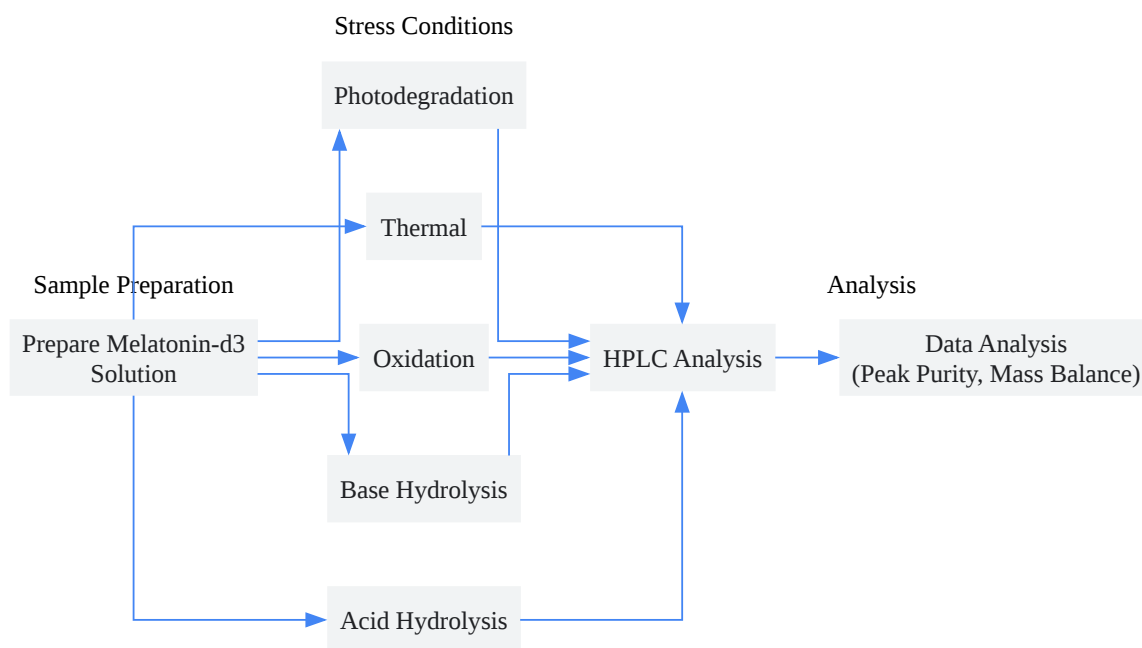 Stress Conditions
Photodegradation
Thermal
Sample Preparation
Analysis
Prepare Melatonin-d3
Solution
Oxidation
HPLC Analysis
Data Analysis
(Peak Purity, Mass Balance)
Base Hydrolysis
Acid Hydrolysis